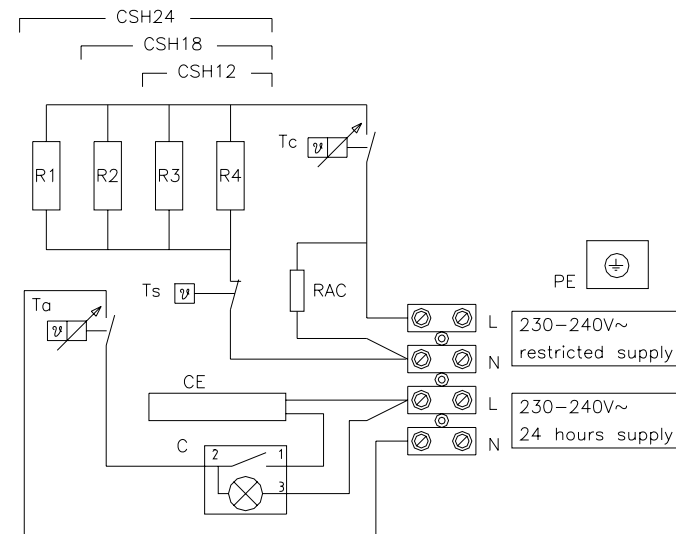 CSH24
CSH18
CSH12
Tc ϑ
R1 R2 R3 R4
PE
Ts ϑ RAC
Ta
ϑ
L 230-240V~
N restricted supply
CE
L 230-240V~
24 hours supply
N
C 2 1
3